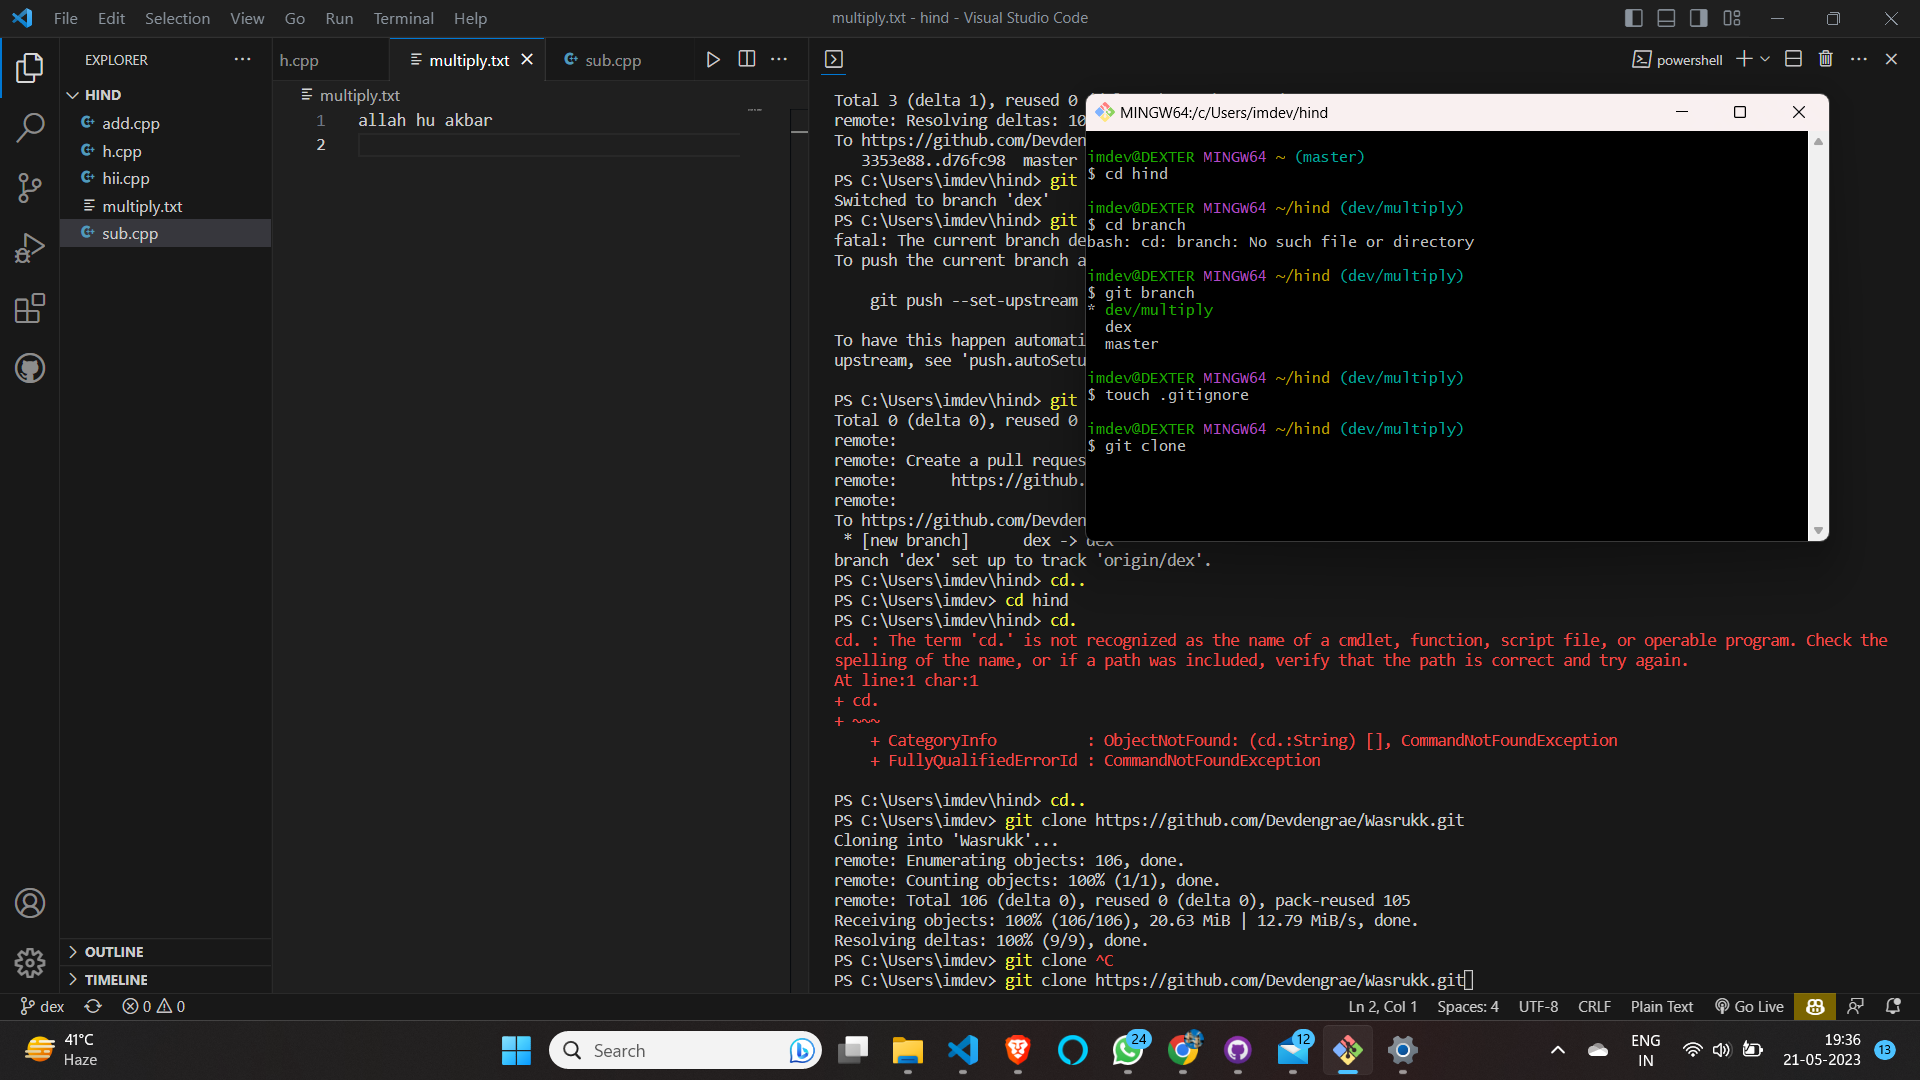 File Edit Selection View Go Run Terminal Help
multiply.txt - hind - Visual Studio Code
EXPLORER
HIND
add.cpp
h.cpp
hii.cpp
multiply.txt
sub.cpp
OUTLINE
TIMELINE
h.cpp
multiply.txt
sub.cpp
multiply.txt
1 allah hu akbar
2
powershell
Total 3 (delta 1), reused 0
remote: Resolving deltas: 10
To https://github.com/Devden
3353e88..d76fc98 master
PS C:\Users\imdev\hind> git
Switched to branch 'dex'
PS C:\Users\imdev\hind> git
fatal: The current branch de
To push the current branch a
git push --set-upstream
To have this happen automati
upstream, see 'push.autoSetu
PS C:\Users\imdev\hind> git
Total 0 (delta 0), reused 0
remote:
remote: Create a pull reques
remote: https://github.
remote:
To https://github.com/Devden
* [new branch] dex -> dex
branch 'dex' set up to track 'origin/dex'.
PS C:\Users\imdev\hind> cd..
PS C:\Users\imdev> cd hind
PS C:\Users\imdev\hind> cd.
cd. : The term 'cd.' is not recognized as the name of a cmdlet, function, script file, or operable program. Check the
spelling of the name, or if a path was included, verify that the path is correct and try again.
At line:1 char:1
+ cd.
+ ~~~
+ CategoryInfo : ObjectNotFound: (cd.:String) [], CommandNotFoundException
+ FullyQualifiedErrorId : CommandNotFoundException
PS C:\Users\imdev\hind> cd..
PS C:\Users\imdev> git clone https://github.com/Devdengrae/Wasrukk.git
Cloning into 'Wasrukk'...
remote: Enumerating objects: 106, done.
remote: Counting objects: 100% (1/1), done.
remote: Total 106 (delta 0), reused 0 (delta 0), pack-reused 105
Receiving objects: 100% (106/106), 20.63 MiB | 12.79 MiB/s, done.
Resolving deltas: 100% (9/9), done.
PS C:\Users\imdev> git clone ^C
PS C:\Users\imdev> git clone https://github.com/Devdengrae/Wasrukk.git
MINGW64:/c/Users/imdev/hind
imdev@DEXTER MINGW64 ~ (master)
$ cd hind
imdev@DEXTER MINGW64 ~/hind (dev/multiply)
$ cd branch
bash: cd: branch: No such file or directory
imdev@DEXTER MINGW64 ~/hind (dev/multiply)
$ git branch
* dev/multiply
dex
master
imdev@DEXTER MINGW64 ~/hind (dev/multiply)
$ touch .gitignore
imdev@DEXTER MINGW64 ~/hind (dev/multiply)
$ git clone
dex 0 0
Ln 2, Col 1 Spaces: 4 UTF-8 CRLF Plain Text Go Live
41°C
Haze
Search
24
12
ENG
IN
19:36
21-05-2023
13